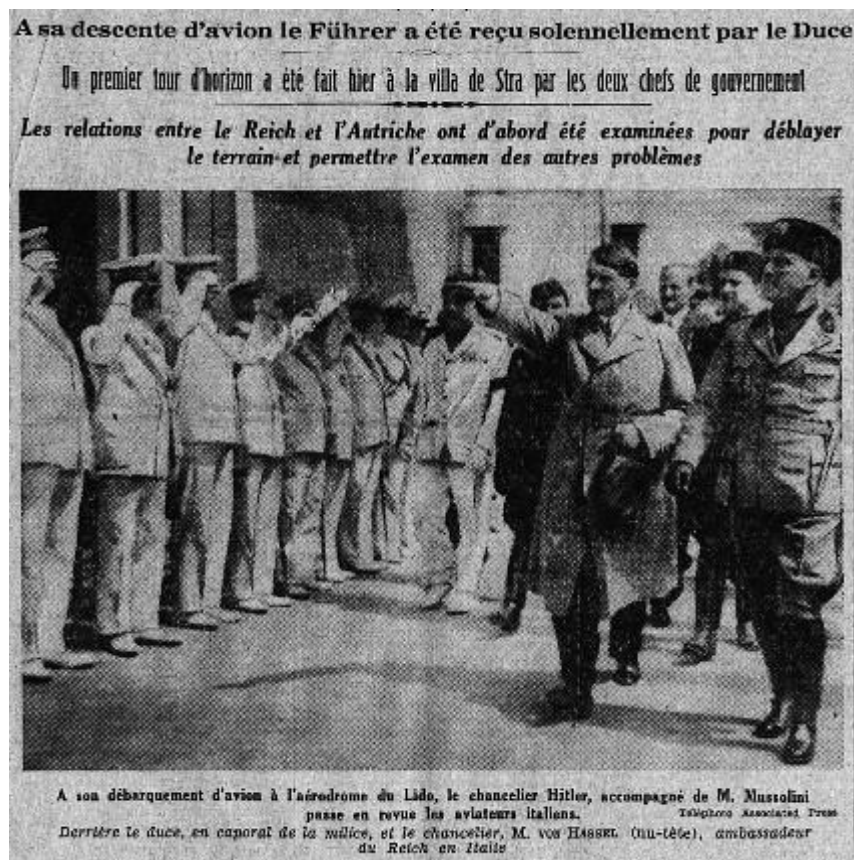 A sa descente d'avion le Führer a été reçu solennellement par le Duce
Un premier tour d'horizon a été fait hier à la villa de Stra par les deux chefs de gouvernement
Les relations entre le Reich et l'Autriche ont d'abord été examinées pour déblayer
le terrain et permettre l'examen des autres problèmes
A son débarquement d'avion à l'aérodrome du Lido, le chancelier Hitler, accompagné de M. Mussolini
passe en revue les aviateurs italiens.
Téléphoto Associated Press
Derrière le duce, en caporal de la milice, et le chancelier, M. VON HASSEL (nu-tête), ambassadeur
du Reich en Italie